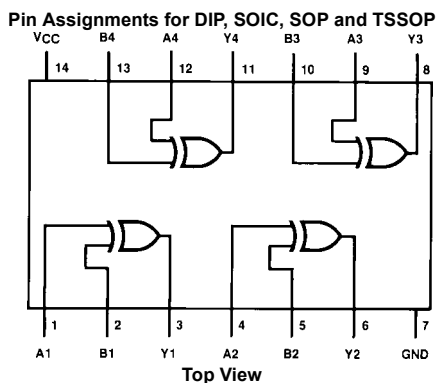 Pin Assignments for DIP, SOIC, SOP and TSSOP
VCC B4 A4 Y4 B3 A3 Y3
14 13 12 11 10 9 8
1 2 3 4 5 6 7
A1 B1 Y1 A2 B2 Y2 GND
Top View